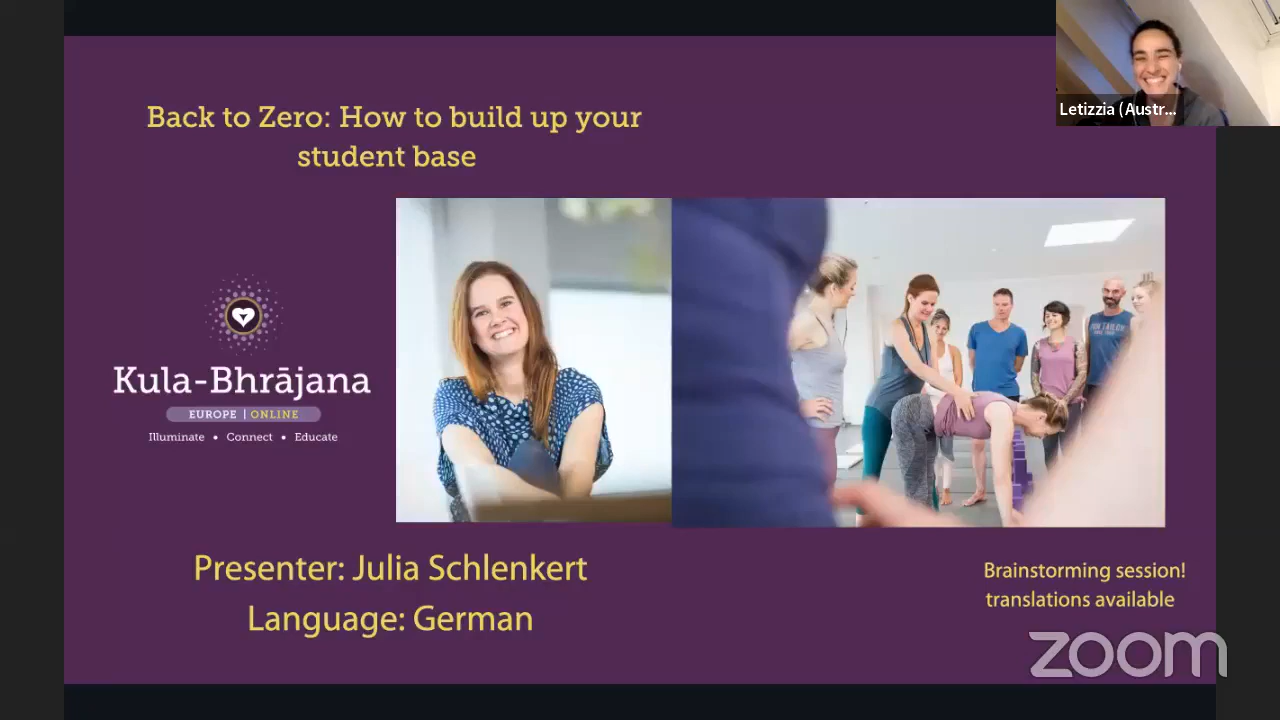 Letizzia (Austr...
Back to Zero: How to build up your
student base
Kula-Bhrājana
EUROPE | ONLINE
Illuminate • Connect • Educate
Presenter: Julia Schlenkert
Language: German
Brainstorming session!
translations available
zoom